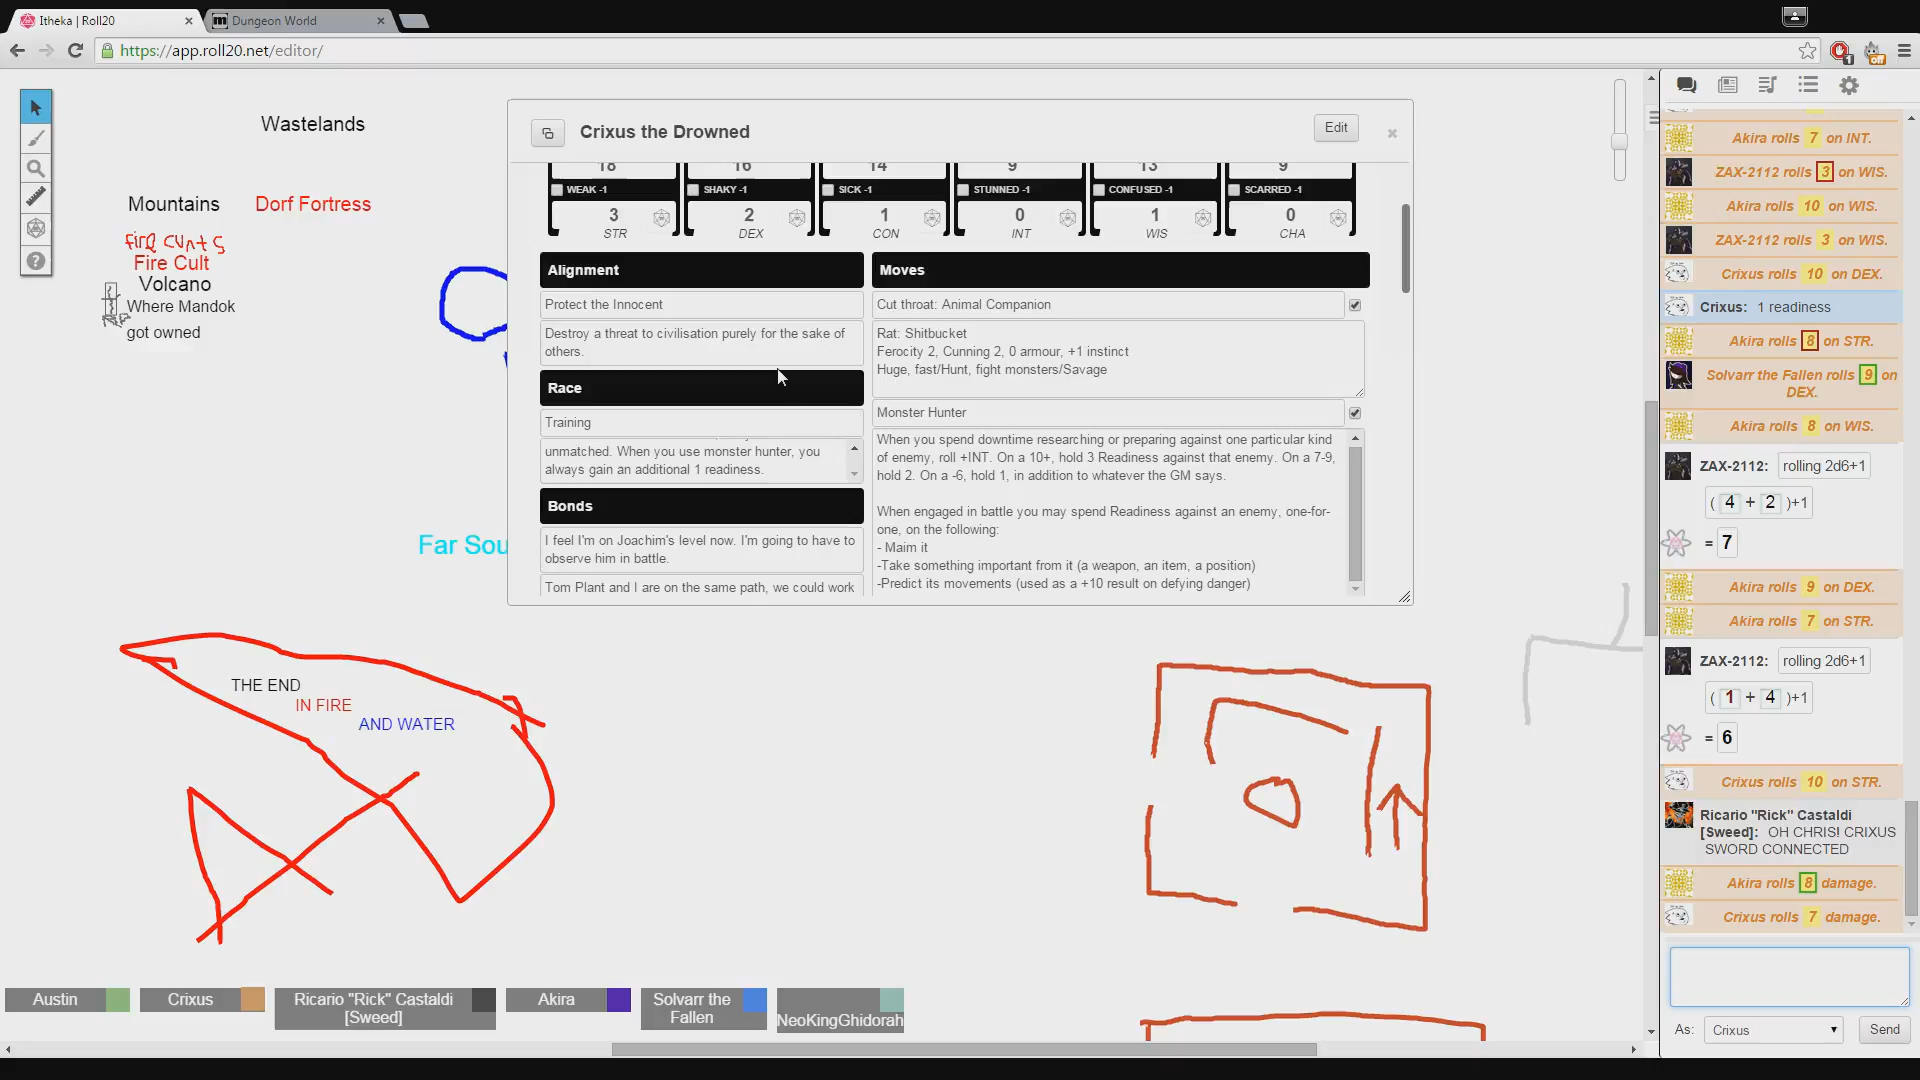 Itheka | Roll20
Dungeon World
https://app.roll20.net/editor/
Wastelands
Mountains
Dorf Fortress
fire cunts
Fire Cult
Volcano
Where Mandok
got owned
Far Sou
THE END
IN FIRE
AND WATER
Crixus the Drowned
Edit
18
16
14
9
13
9
WEAK -1
SHAKY -1
SICK -1
STUNNED -1
CONFUSED -1
SCARRED -1
3
2
1
0
1
0
STR
DEX
CON
INT
WIS
CHA
Alignment
Protect the Innocent
Destroy a threat to civilisation purely for the sake of
others.
Race
Training
unmatched. When you use monster hunter, you
always gain an additional 1 readiness.
Bonds
I feel I'm on Joachim's level now. I'm going to have to
observe him in battle.
Tom Plant and I are on the same path, we could work
Moves
Cut throat: Animal Companion
Rat: Shitbucket
Ferocity 2, Cunning 2, 0 armour, +1 instinct
Huge, fast/Hunt, fight monsters/Savage
Monster Hunter
When you spend downtime researching or preparing against one particular kind
of enemy, roll +INT. On a 10+, hold 3 Readiness against that enemy. On a 7-9,
hold 2. On a -6, hold 1, in addition to whatever the GM says.
When engaged in battle you may spend Readiness against an enemy, one-for-
one, on the following:
- Maim it
-Take something important from it (a weapon, an item, a position)
-Predict its movements (used as a +10 result on defying danger)
Akira rolls 7 on INT.
ZAX-2112 rolls 3 on WIS.
Akira rolls 10 on WIS.
ZAX-2112 rolls 3 on WIS.
Crixus rolls 10 on DEX.
Crixus: 1 readiness
Akira rolls 8 on STR.
Solvarr the Fallen rolls 9 on
DEX.
Akira rolls 8 on WIS.
ZAX-2112: rolling 2d6+1
( 4 + 2 )+1
= 7
Akira rolls 9 on DEX.
Akira rolls 7 on STR.
ZAX-2112: rolling 2d6+1
( 1 + 4 )+1
= 6
Crixus rolls 10 on STR.
Ricario "Rick" Castaldi
[Sweed]: OH CHRIS! CRIXUS
SWORD CONNECTED
Akira rolls 8 damage.
Crixus rolls 7 damage.
As: Crixus
Send
Austin
Crixus
Ricario "Rick" Castaldi
[Sweed]
Akira
Solvarr the
Fallen
NeoKingGhidorah